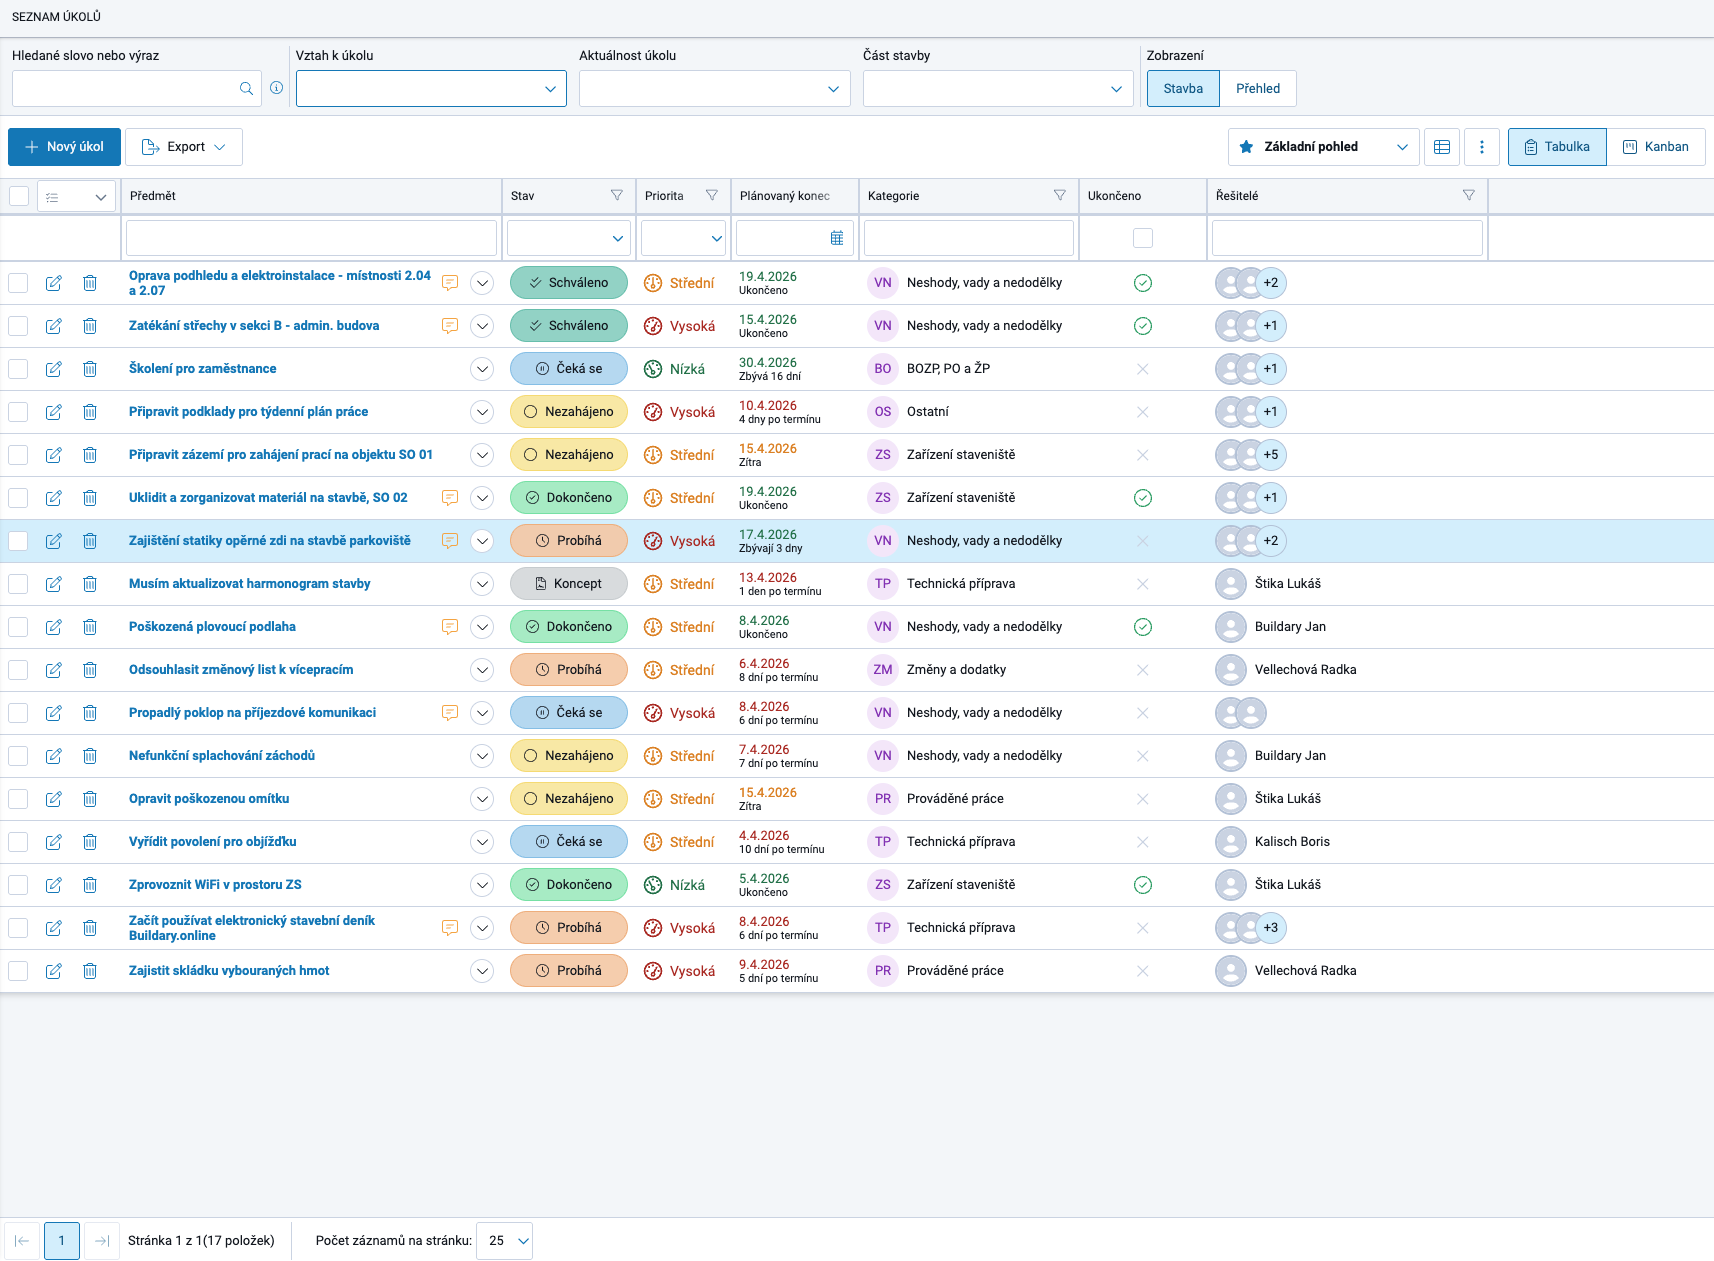 SEZNAM ÚKOLŮ
Hledané slovo nebo výraz
Vztah k úkolu
Aktuálnost úkolu
Část stavby
Zobrazení
Stavba
Přehled
Nový úkol
Export
Základní pohled
Tabulka
Kanban
Předmět
Stav
Priorita
Plánovaný konec
Kategorie
Ukončeno
Řešitelé
Oprava podhledu a elektroinstalace - místnosti 2.04
a 2.07
Schváleno
Střední
19.4.2026
Ukončeno
VN
Neshody, vady a nedodělky
+2
Zatékání střechy v sekci B - admin. budova
Schváleno
Vysoká
15.4.2026
Ukončeno
VN
Neshody, vady a nedodělky
+1
Školení pro zaměstnance
Čeká se
Nízká
30.4.2026
Zbývá 16 dní
BO
BOZP, PO a ŽP
+1
Připravit podklady pro týdenní plán práce
Nezahájeno
Vysoká
10.4.2026
4 dny po termínu
OS
Ostatní
+1
Připravit zázemí pro zahájení prací na objektu SO 01
Nezahájeno
Střední
15.4.2026
Zítra
ZS
Zařízení staveniště
+5
Uklidit a zorganizovat materiál na stavbě, SO 02
Dokončeno
Střední
19.4.2026
Ukončeno
ZS
Zařízení staveniště
+1
Zajištění statiky opěrné zdi na stavbě parkoviště
Probíhá
Vysoká
17.4.2026
Zbývají 3 dny
VN
Neshody, vady a nedodělky
+2
Musím aktualizovat harmonogram stavby
Koncept
Střední
13.4.2026
1 den po termínu
TP
Technická příprava
Štika Lukáš
Poškozená plovoucí podlaha
Dokončeno
Střední
8.4.2026
Ukončeno
VN
Neshody, vady a nedodělky
Buildary Jan
Odsouhlasit změnový list k vícepracím
Probíhá
Střední
6.4.2026
8 dní po termínu
ZM
Změny a dodatky
Vellechová Radka
Propadlý poklop na příjezdové komunikaci
Čeká se
Vysoká
8.4.2026
6 dní po termínu
VN
Neshody, vady a nedodělky
Nefunkční splachování záchodů
Nezahájeno
Střední
7.4.2026
7 dní po termínu
VN
Neshody, vady a nedodělky
Buildary Jan
Opravit poškozenou omítku
Nezahájeno
Střední
15.4.2026
Zítra
PR
Prováděné práce
Štika Lukáš
Vyřídit povolení pro objížďku
Čeká se
Střední
4.4.2026
10 dní po termínu
TP
Technická příprava
Kalisch Boris
Zprovoznit WiFi v prostoru ZS
Dokončeno
Nízká
5.4.2026
Ukončeno
ZS
Zařízení staveniště
Štika Lukáš
Začít používat elektronický stavební deník
Buildary.online
Probíhá
Vysoká
8.4.2026
6 dní po termínu
TP
Technická příprava
+3
Zajistit skládku vybouraných hmot
Probíhá
Vysoká
9.4.2026
5 dní po termínu
PR
Prováděné práce
Vellechová Radka
1
Stránka 1 z 1(17 položek)
Počet záznamů na stránku:
25